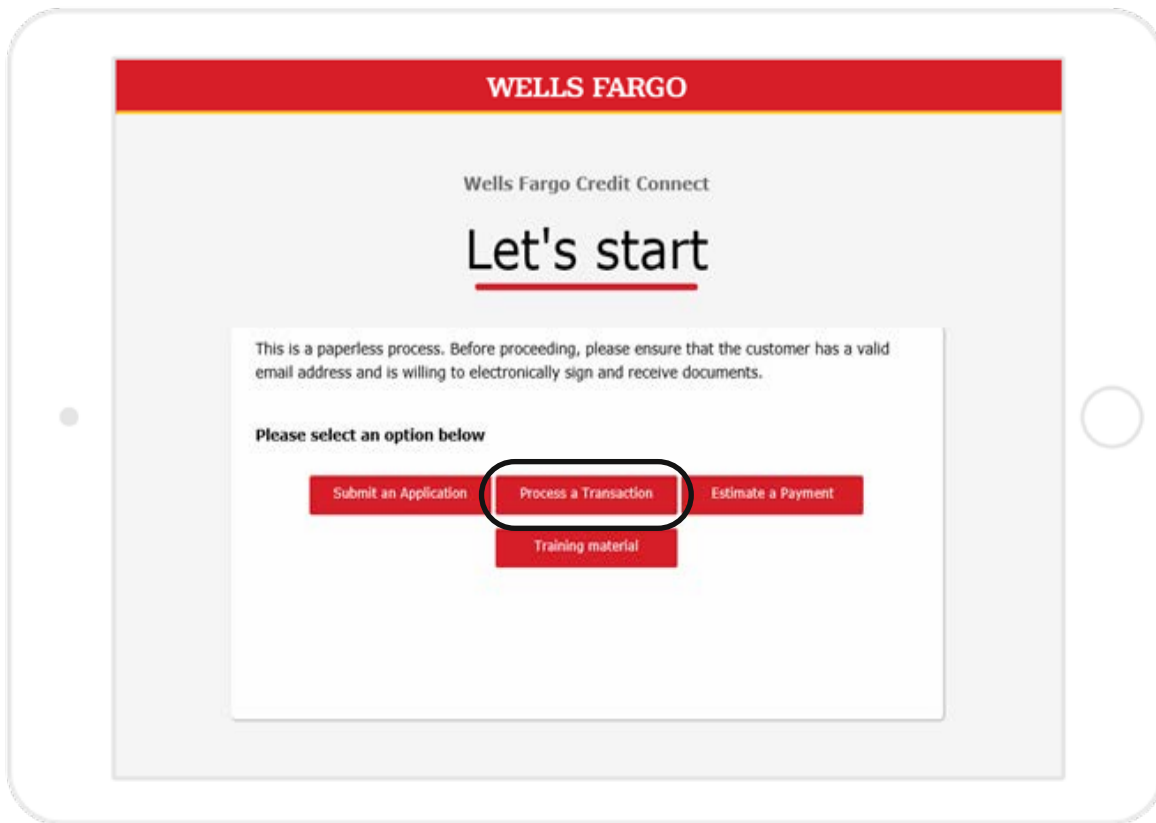 WELLS FARGO
Wells Fargo Credit Connect
Let's start
This is a paperless process. Before proceeding, please ensure that the customer has a valid
email address and is willing to electronically sign and receive documents.
Please select an option below
Submit an Application
Process a Transaction
Estimate a Payment
Training material